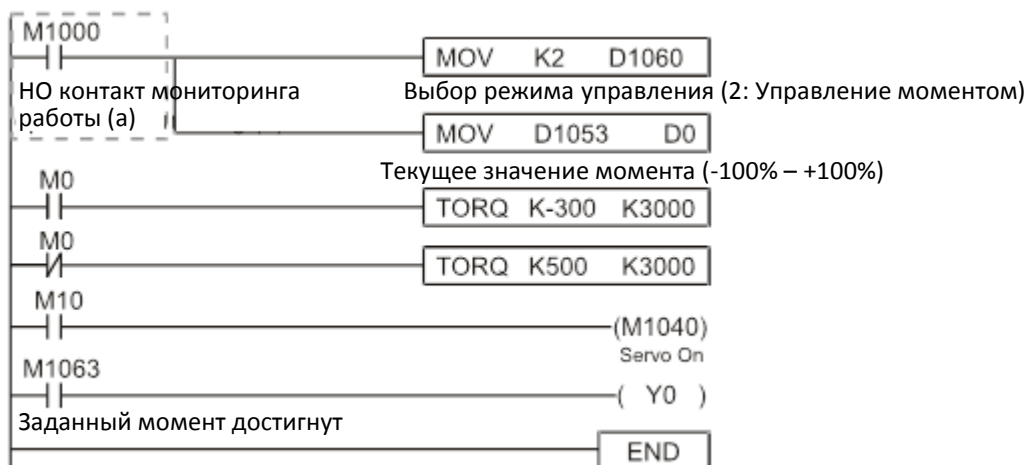 M1000
MOV K2 D1060
НО контакт мониторинга
Выбор режима управления (2: Управление моментом)
работы (а)
MOV D1053 D0
Текущее значение момента (-100% – +100%)
M0
TORQ K-300 K3000
M0
TORQ K500 K3000
M10
(M1040)
Servo On
M1063
( Y0 )
Заданный момент достигнут
END